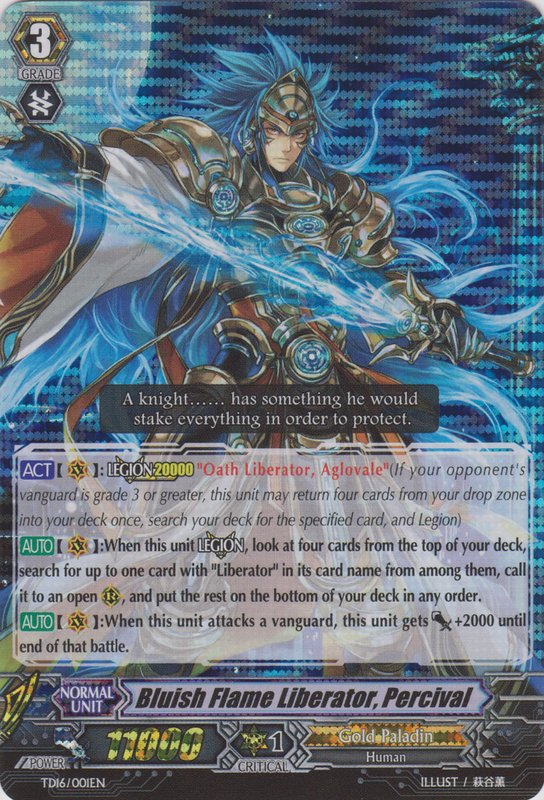 3
GRADE
A knight…… has something he would
stake everything in order to protect.
ACT【 】: LEGION 20000 "Oath Liberator, Aglovale"(If your opponent's
vanguard is grade 3 or greater, this unit may return four cards from your drop zone
into your deck once, search your deck for the specified card, and Legion)
AUTO【 】:When this unit LEGION, look at four cards from the top of your deck,
search for up to one card with "Liberator" in its card name from among them, call
it to an open R, and put the rest on the bottom of your deck in any order.
AUTO【 】:When this unit attacks a vanguard, this unit gets +2000 until
end of that battle.
NORMAL
UNIT
Bluish Flame Liberator, Percival
POWER
11000
1
CRITICAL
Gold Paladin
Human
TD16/001EN
ILLUST / 萩谷薫